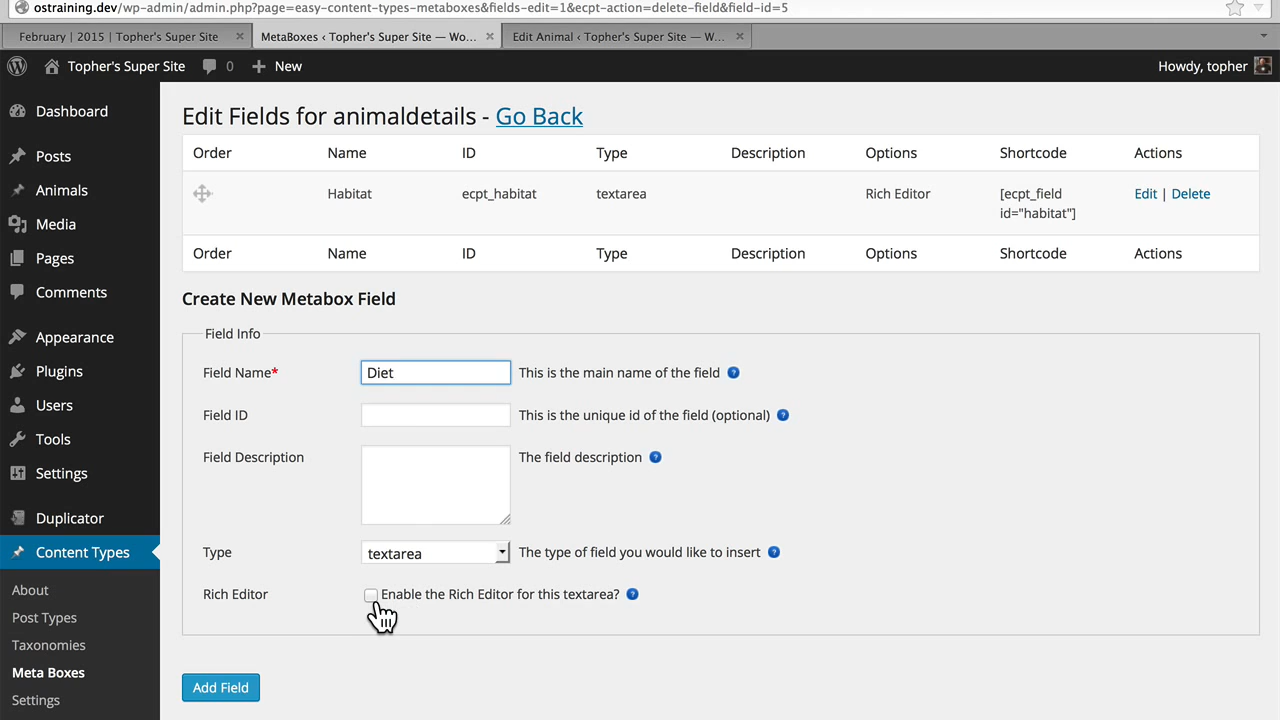 ostraining.dev/wp-admin/admin.php?page=easy-content-types-metaboxes&fields-edit=1&ecpt-action=delete-field&field-id=5
February | 2015 | Topher's Super Site × MetaBoxes ‹ Topher's Super Site — Wo... × Edit Animal ‹ Topher's Super Site — W... ×
Topher's Super Site 0 + New Howdy, topher
Dashboard
Posts
Animals
Media
Pages
Comments
Appearance
Plugins
Users
Tools
Settings
Duplicator
Content Types
About
Post Types
Taxonomies
Meta Boxes
Settings
Edit Fields for animaldetails - Go Back
Order Name ID Type Description Options Shortcode Actions
Habitat ecpt_habitat textarea Rich Editor [ecpt_field Edit | Delete
id="habitat"]
Order Name ID Type Description Options Shortcode Actions
Create New Metabox Field
Field Info
Field Name* Diet This is the main name of the field ?
Field ID This is the unique id of the field (optional) ?
Field Description The field description ?
Type textarea The type of field you would like to insert ?
Rich Editor Enable the Rich Editor for this textarea? ?
Add Field